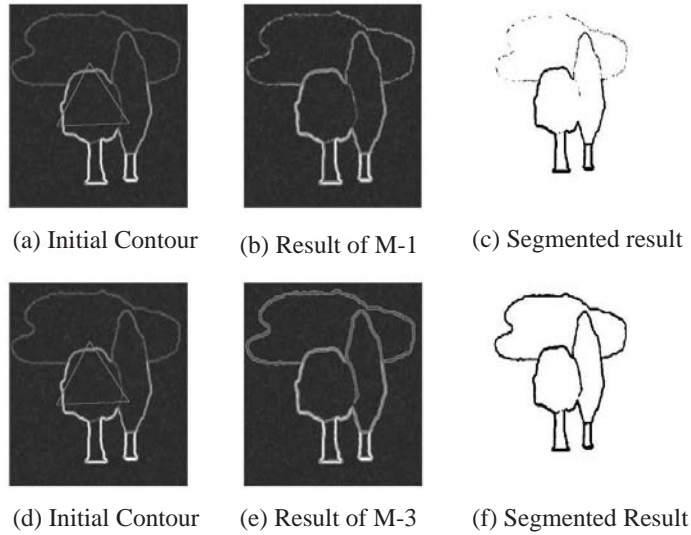 (a) Initial Contour
(b) Result of M-1
(c) Segmented result
(d) Initial Contour
(e) Result of M-3
(f) Segmented Result